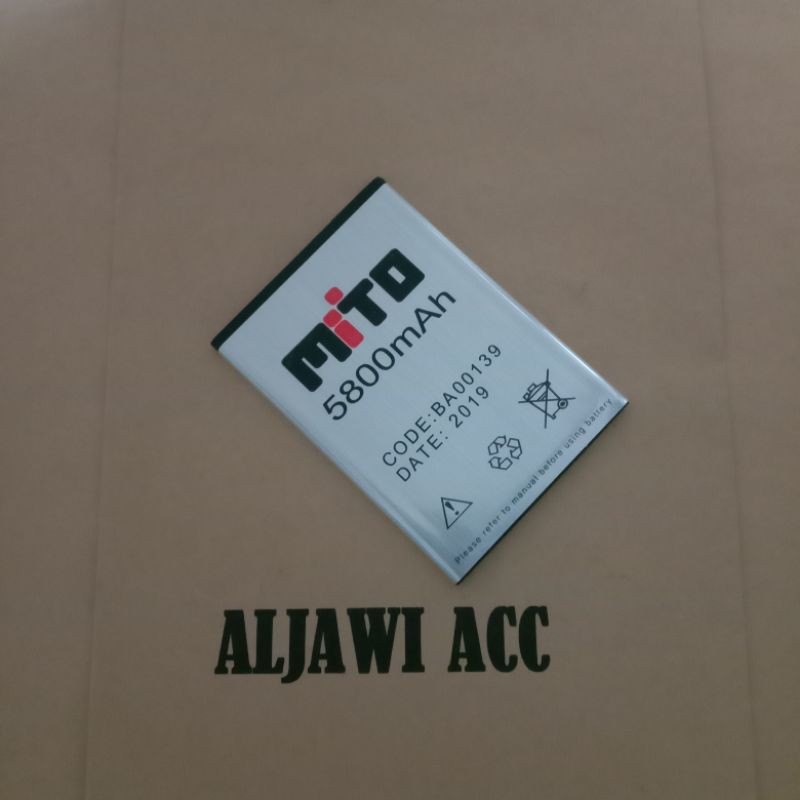 MiTO
5800mAh
CODE:BA00139
DATE: 2019
Please refer to manual before using battery
ALJAWI ACC